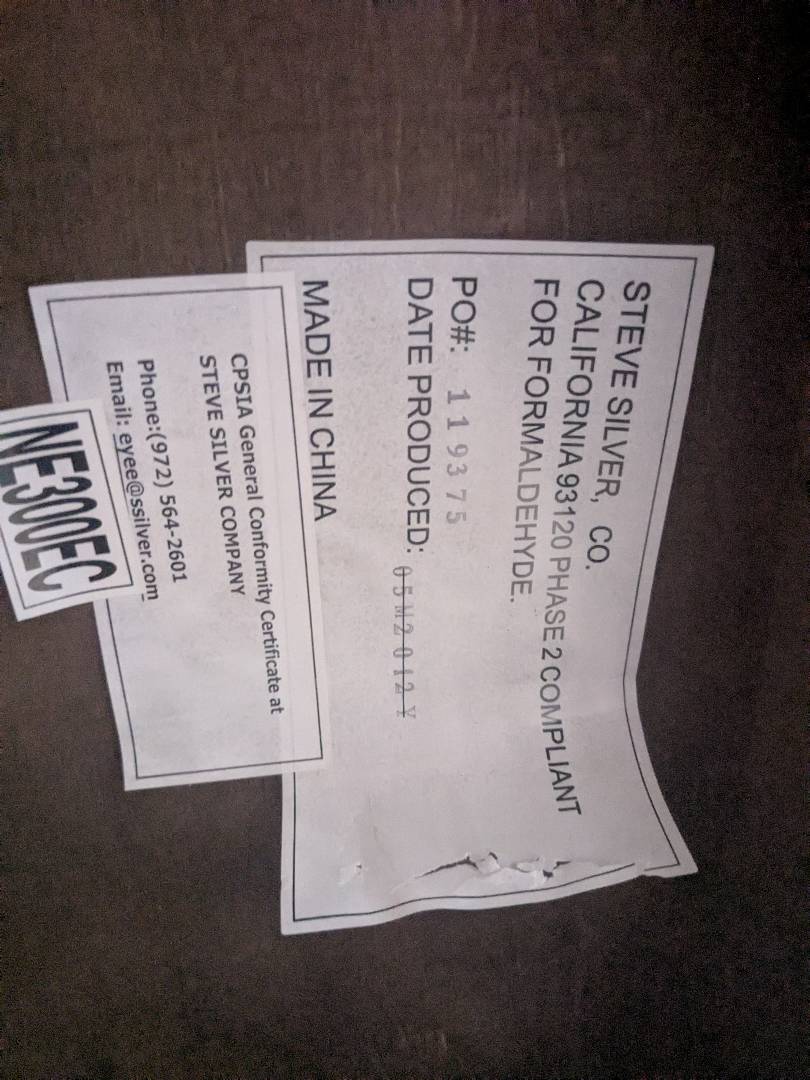 STEVE SILVER, CO.
CALIFORNIA 93120 PHASE 2 COMPLIANT
FOR FORMALDEHYDE.
PO#: 119375
DATE PRODUCED: 05M2012Y
MADE IN CHINA
CPSIA General Conformity Certificate at
STEVE SILVER COMPANY
Phone:(972) 564-2601
Email: eyee@ssilver.com
NE300EC